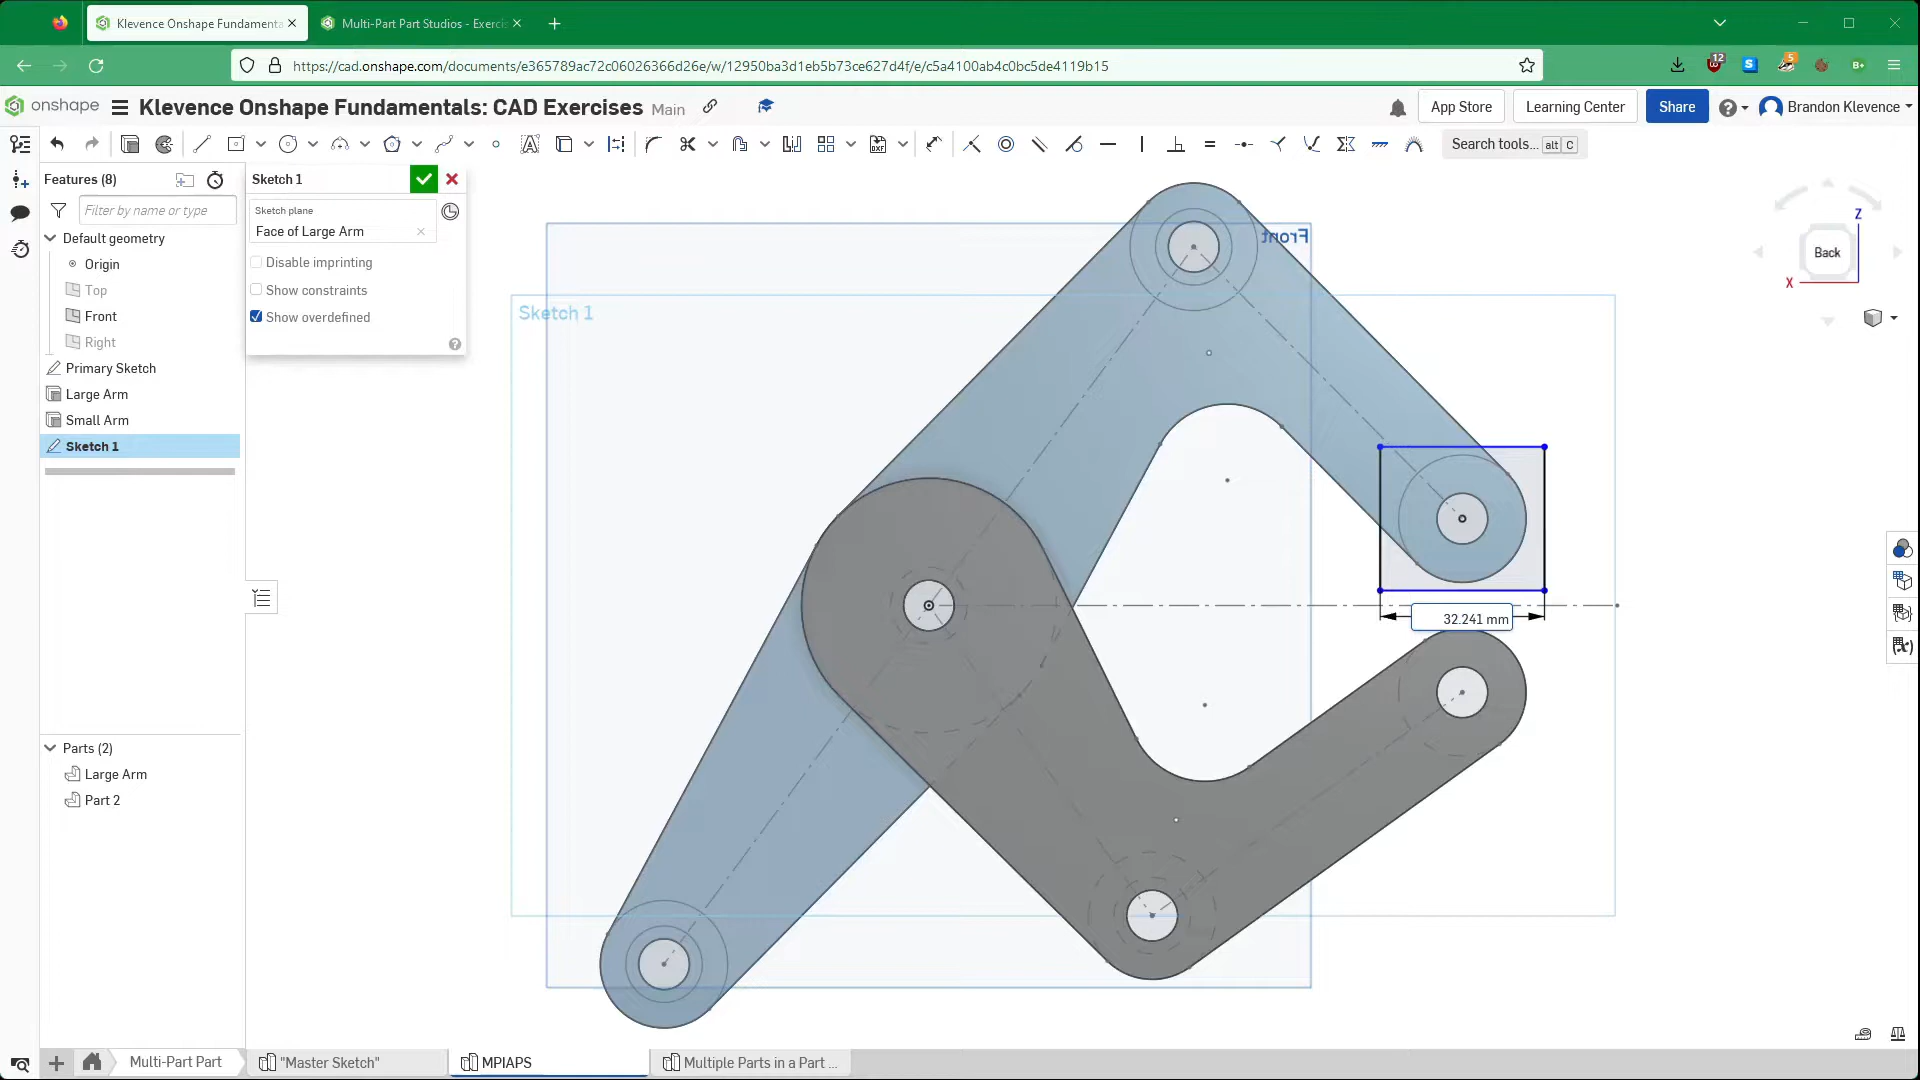 Klevence Onshape Fundamenta
Multi-Part Part Studios - Exercis
https://cad.onshape.com/documents/e365789ac72c06026366d26e/w/12950ba3d1eb5b73ce627d4f/e/c5a4100ab4c0bc5de4119b15
12
5
B+
onshape
Klevence Onshape Fundamentals: CAD Exercises
Main
App Store
Learning Center
Share
Brandon Klevence
Search tools...
alt
C
DXF
Features (8)
Filter by name or type
Default geometry
Origin
Top
Front
Right
Primary Sketch
Large Arm
Small Arm
Sketch 1
Sketch 1
Sketch plane
Face of Large Arm
Disable imprinting
Show constraints
Show overdefined
Sketch 1
Front
32.241 mm
Z
Back
X
(x)
Parts (2)
Large Arm
Part 2
Multi-Part Part
"Master Sketch"
MPIAPS
Multiple Parts in a Part ...